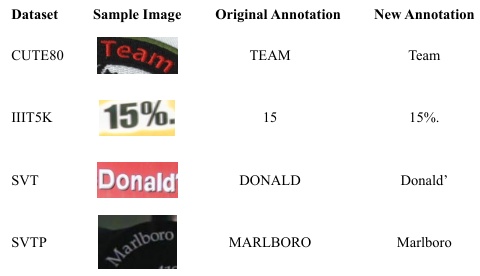 Dataset Sample Image Original Annotation New Annotation
CUTE80 Team TEAM Team
IIIT5K 15%. 15 15%.
SVT Donald' DONALD Donald’
SVTP Marlboro MARLBORO Marlboro